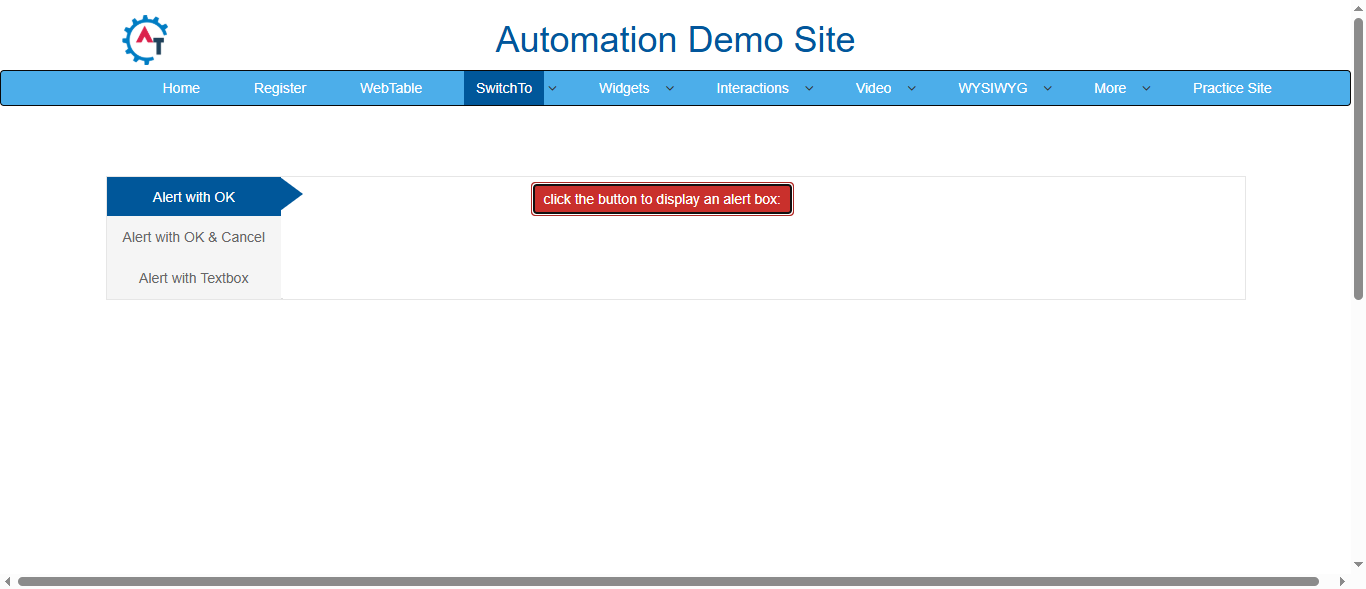 AT
Automation Demo Site
Home Register WebTable SwitchTo Widgets Interactions Video WYSIWYG More Practice Site
Alert with OK
click the button to display an alert box:
Alert with OK & Cancel
Alert with Textbox